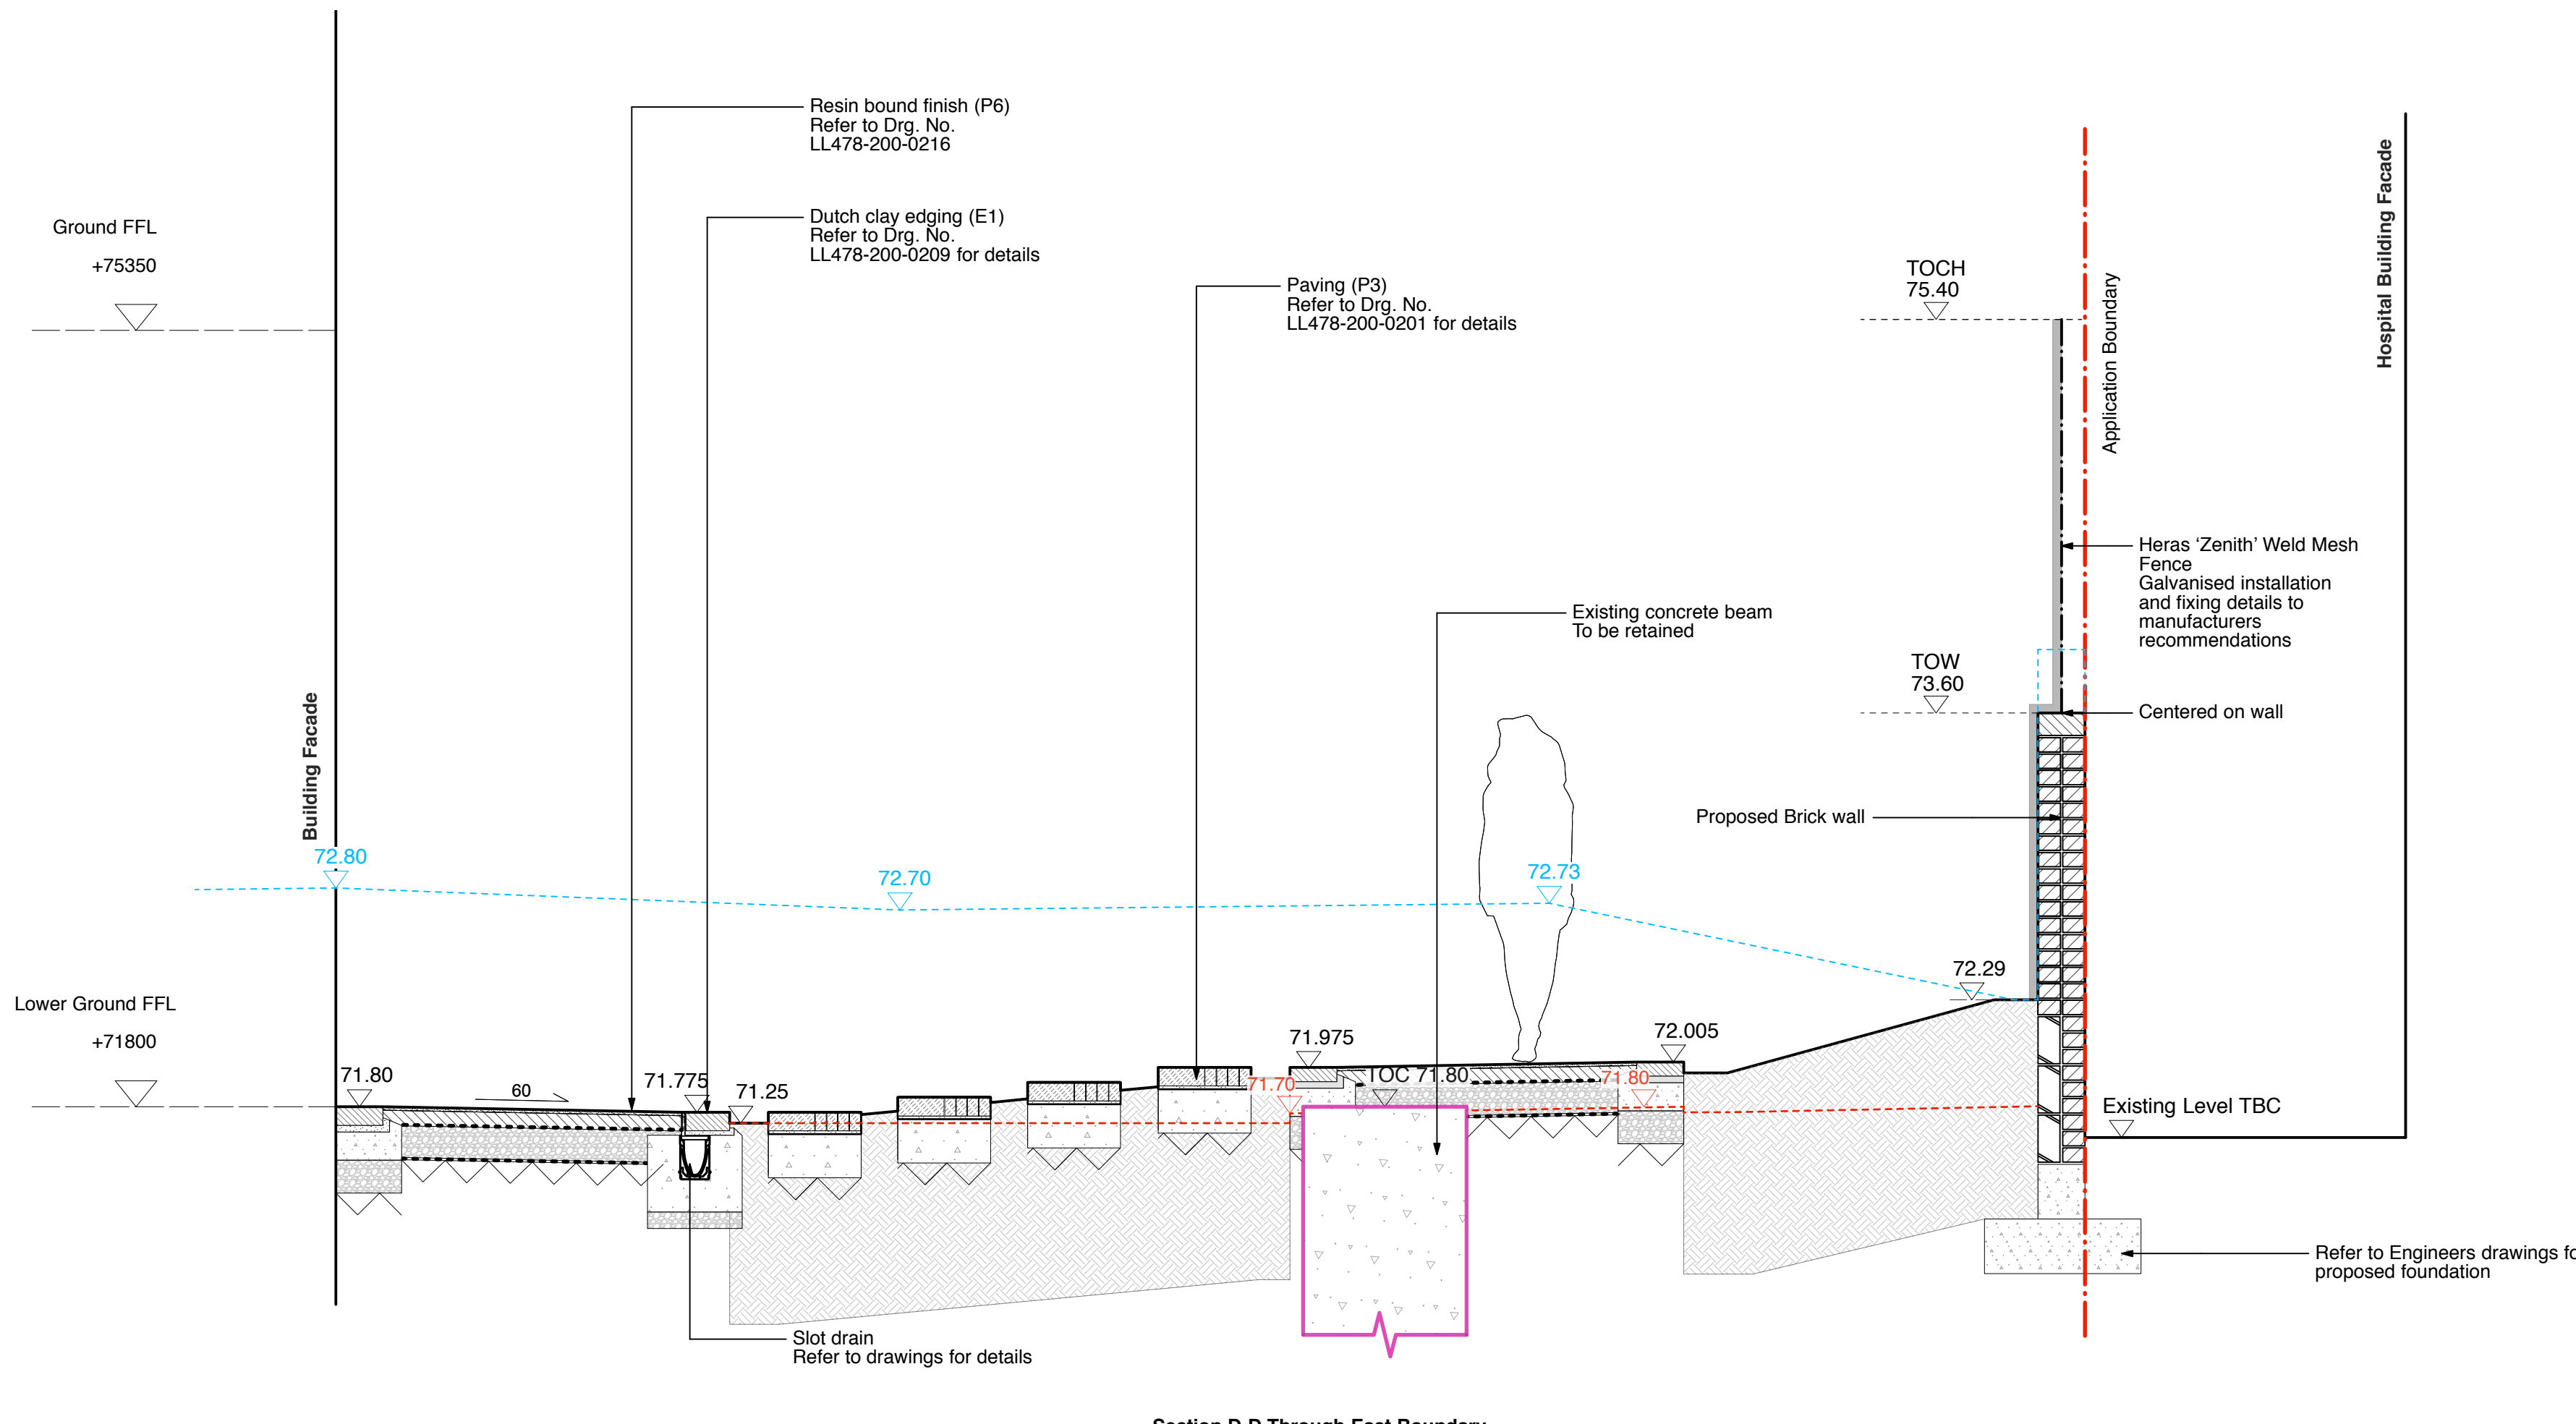 Resin bound finish (P6)
Refer to Drg. No.
LL478-200-0216
Dutch clay edging (E1)
Refer to Drg. No.
LL478-200-0209 for details
Ground FFL
+75350
Paving (P3)
Refer to Drg. No.
LL478-200-0201 for details
TOCH
75.40
Application Boundary
Hospital Building Facade
Heras ‘Zenith’ Weld Mesh
Fence
Galvanised installation
and fixing details to
manufacturers
recommendations
Existing concrete beam
To be retained
TOW
73.60
Centered on wall
Building Facade
Proposed Brick wall
72.80
72.70
72.73
72.29
Lower Ground FFL
+71800
71.80
60
71.775
71.25
71.70
71.975
TOC 71.80
71.80
72.005
Existing Level TBC
Refer to Engineers drawings
proposed foundation
Slot drain
Refer to drawings for details
Section D-D Through East Boundary